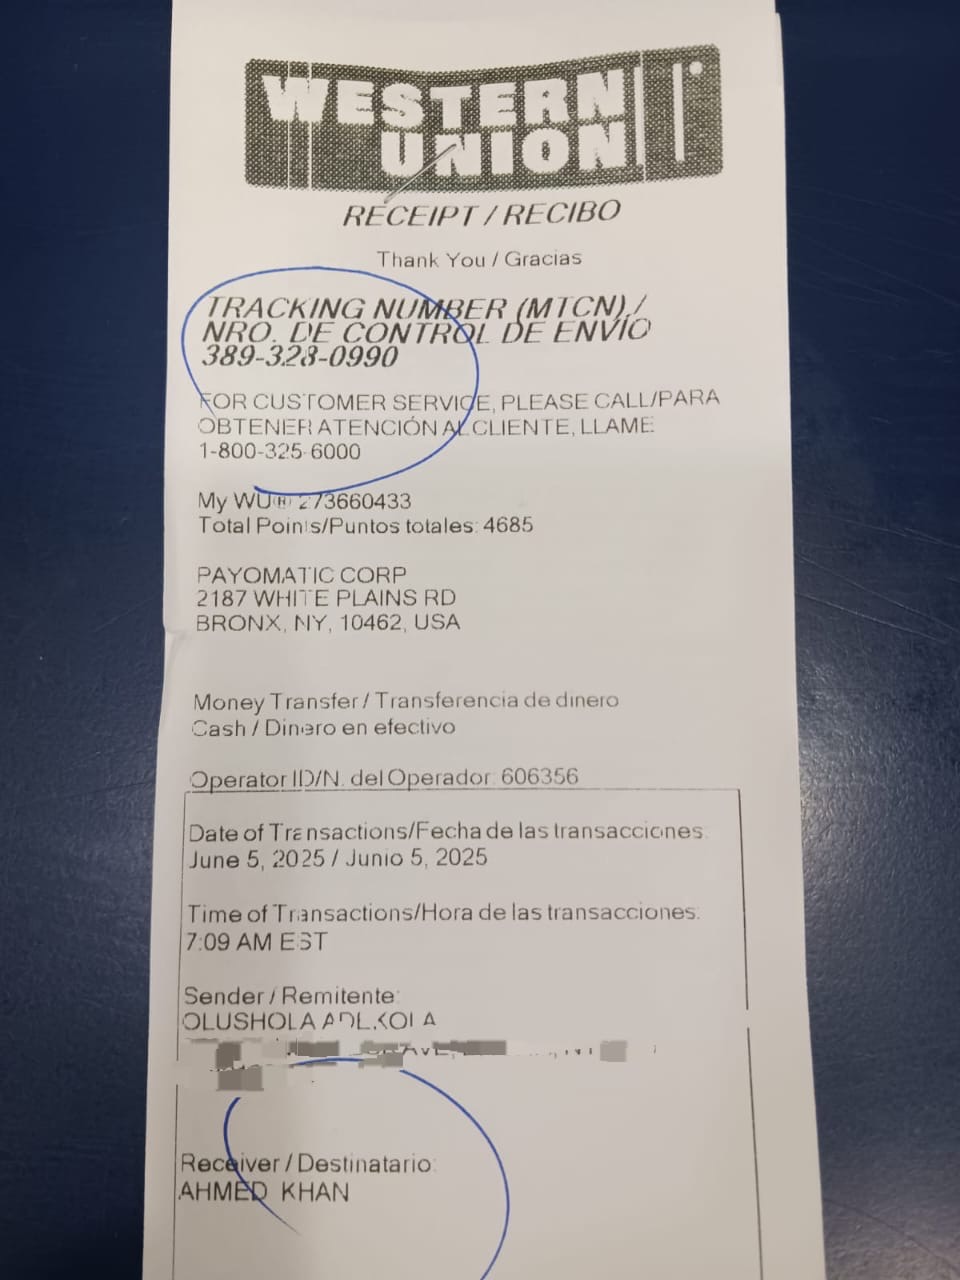 WESTERN
UNION
RECEIPT / RECIBO
Thank You / Gracias
TRACKING NUMBER (MTCN) /
NRO. DE CONTROL DE ENVÍO
389-328-0990
FOR CUSTOMER SERVICE, PLEASE CALL/PARA
OBTENER ATENCIÓN AL CLIENTE, LLAME:
1-800-325-6000
My WU® 273660433
Total Points/Puntos totales: 4685
PAYOMATIC CORP
2187 WHITE PLAINS RD
BRONX, NY, 10462, USA
Money Transfer / Transferencia de dinero
Cash / Dinero en efectivo
Operator ID/N. del Operador: 606356
Date of Transactions/Fecha de las transacciones:
June 5, 2025 / Junio 5, 2025
Time of Transactions/Hora de las transacciones:
7:09 AM EST
Sender / Remitente:
OLUSHOLA
Receiver / Destinatario:
AHMED KHAN